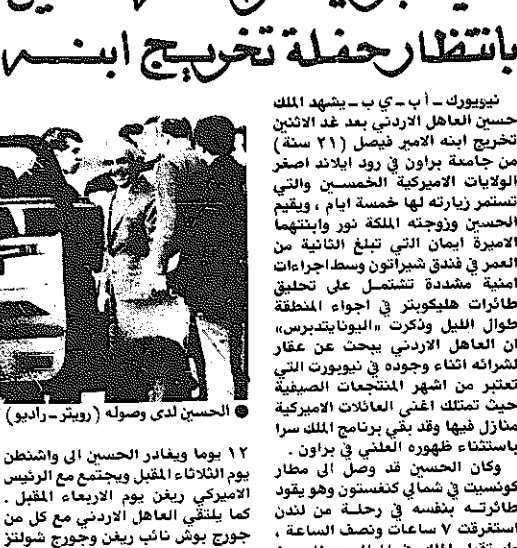 بانتظار حفلة تخريج ابنه
نيويورك ـ أ ب ـ ي ب ـ يشهد الملك
حسين العاهل الاردني بعد غد الاثنين
تخريج ابنه الامير فيصل (٢١ سنة)
من جامعة براون في رود ايلاند اصغر
الولايات الاميركية الخمسين والتي
تستمر زيارته لها خمسة ايام ، ويقيم
الحسين وزوجته الملكة نور وابنتهما
الاميرة ايمان التي تبلغ الثانية من
العمر في فندق شيراتون وسط اجراءات
امنية مشددة تشتمل على تحليق
طائرات هليكوبتر في اجواء المنطقة
طوال الليل وذكرت «اليونايتدبرس»
ان العاهل الاردني يبحث عن عقار
لشرائه اثناء وجوده في نيوبورت التي
تعتبر من اشهر المنتجعات الصيفية
حيث تمتلك اغنى العائلات الاميركية
منازل فيها وقد بقي برنامج الملك سرا
باستثناء ظهوره العلني في براون .
وكان الحسين قد وصل الى مطار
كونسيت في شمالي كنغستون وهو يقود
طائرته بنفسه في رحلة من لندن
استغرقت ٧ ساعات ونصف الساعة ،
● الحسين لدى وصوله (رويتر ـ راديو)
١٢ يوما ويغادر الحسين الى واشنطن
يوم الثلاثاء المقبل ويجتمع مع الرئيس
الاميركي ريغن يوم الاربعاء المقبل .
كما يلتقي العاهل الاردني مع كل من
جورج بوش نائب ريغن وجورج شولتز